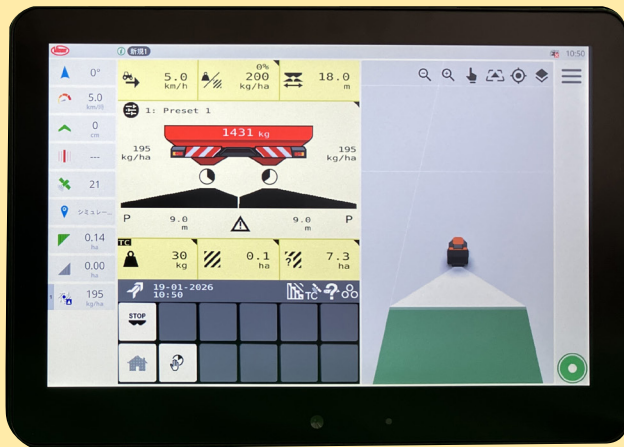 新規1
10:50
0°
5.0
km/h
0
cm
---
21
シミュレー...
0.14
ha
0.00
ha
195
kg/ha
5.0
km/h
0%
200
kg/ha
18.0
m
1: Preset 1
1431 kg
195
kg/ha
195
kg/ha
P
9.0
m
9.0
m
P
TC
30
kg
0.1
ha
?
7.3
ha
19-01-2026
10:50
TC
?
STOP